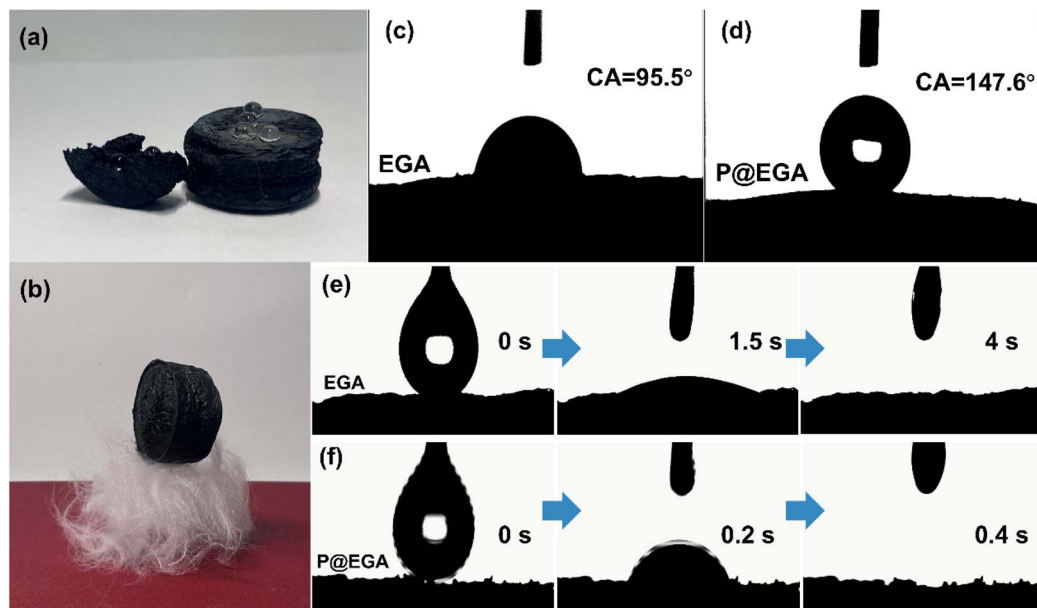 (a)
(c)
CA=95.5°
EGA
(d)
CA=147.6°
P@EGA
(b)
(e)
EGA
0 s
1.5 s
4 s
(f)
P@EGA
0 s
0.2 s
0.4 s